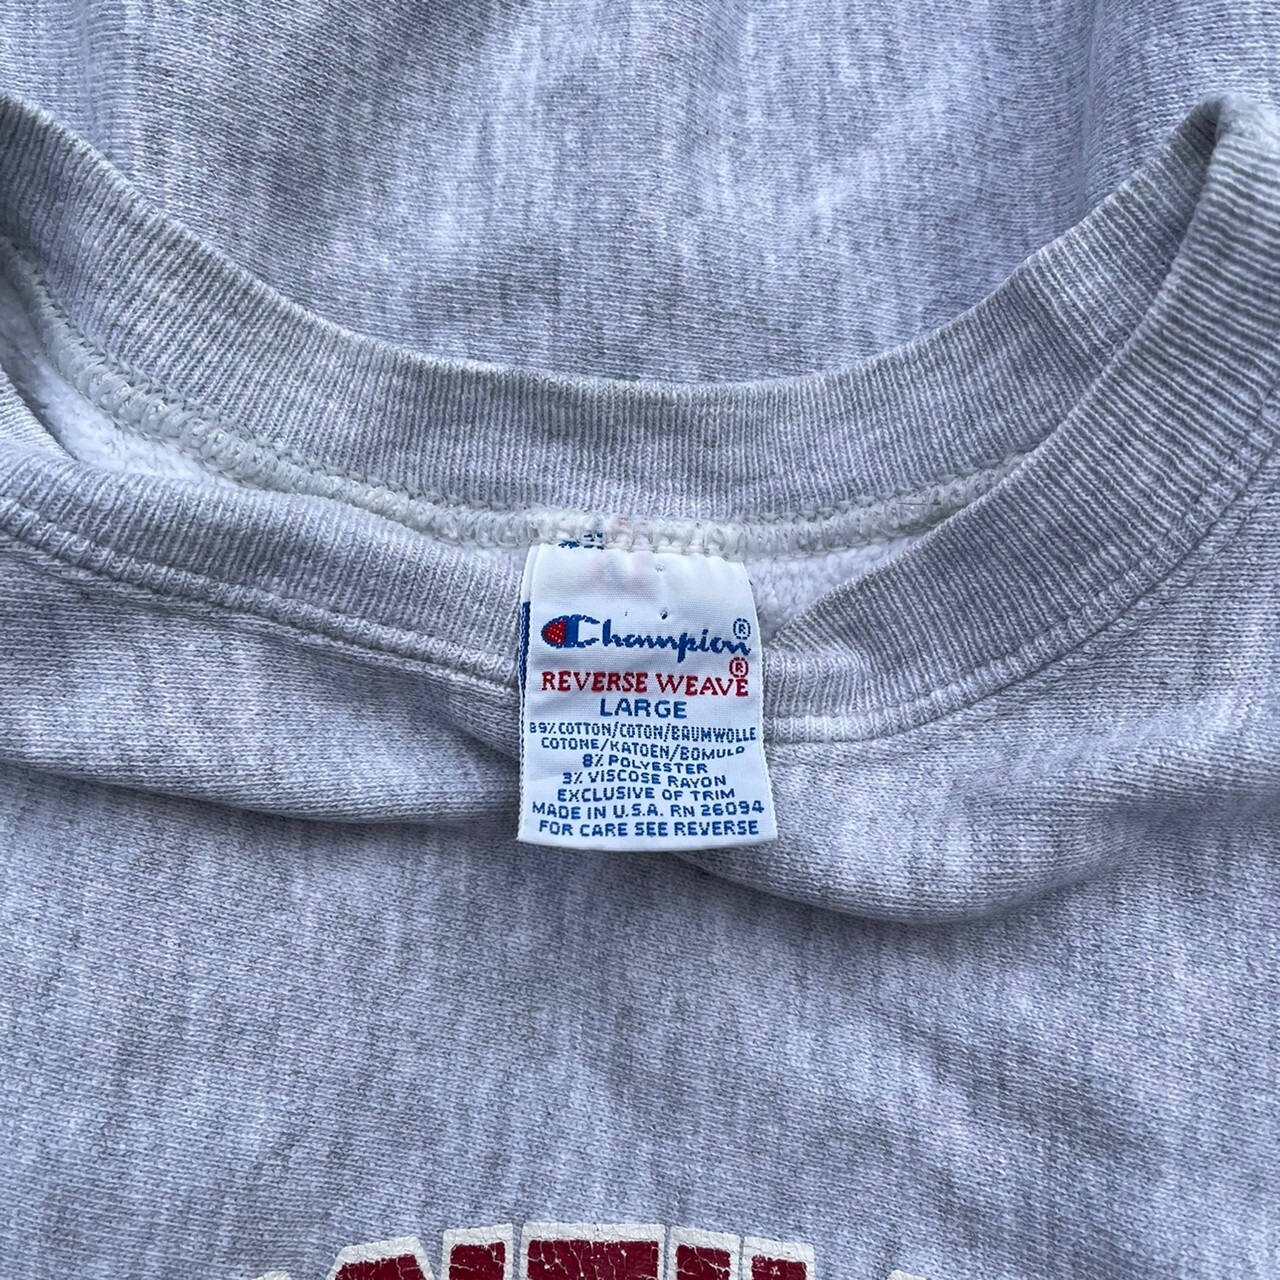 Champion®
REVERSE WEAVE®
LARGE
89% COTTON/COTON/BAUMWOLLE
COTONE/KATOEN/BOMULD
8% POLYESTER
3% VISCOSE RAYON
EXCLUSIVE OF TRIM
MADE IN U.S.A. RN 26094
FOR CARE SEE REVERSE